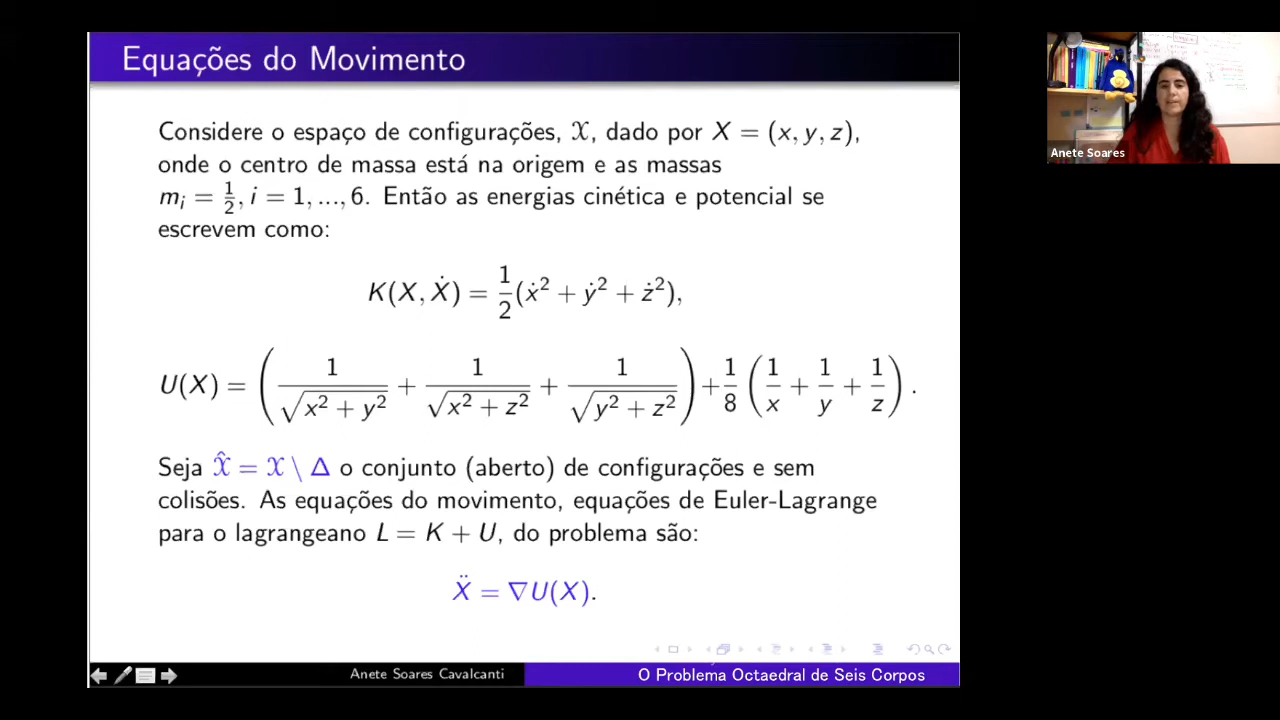 Equações do Movimento
Considere o espaço de configurações, 𝒳, dado por X = (x, y, z),
onde o centro de massa está na origem e as massas
mᵢ = 1/2, i = 1, ..., 6. Então as energias cinética e potencial se
escrevem como:
K(X, Ẋ) = 1/2(ẋ² + ẏ² + ż²),
U(X) = (1/√(x² + y²) + 1/√(x² + z²) + 1/√(y² + z²)) + 1/8 (1/x + 1/y + 1/z).
Seja 𝒳̂ = 𝒳 \ Δ o conjunto (aberto) de configurações e sem
colisões. As equações do movimento, equações de Euler-Lagrange
para o lagrangeano L = K + U, do problema são:
Ẍ = ∇U(X).
Anete Soares Cavalcanti
O Problema Octaedral de Seis Corpos
Anete Soares